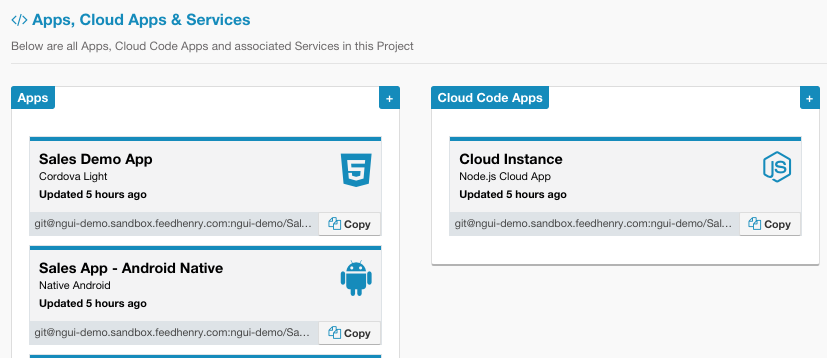 </> Apps, Cloud Apps & Services
Below are all Apps, Cloud Code Apps and associated Services in this Project
Apps
+
Sales Demo App
Cordova Light
Updated 5 hours ago
5
git@ngui-demo.sandbox.feedhenry.com:ngui-demo/Sal...
Copy
Sales App - Android Native
Native Android
Updated 5 hours ago
git@ngui-demo.sandbox.feedhenry.com:ngui-demo/Sa...
Copy
Cloud Code Apps
+
Cloud Instance
Node.js Cloud App
Updated 5 hours ago
JS
git@ngui-demo.sandbox.feedhenry.com:ngui-demo/Sal...
Copy